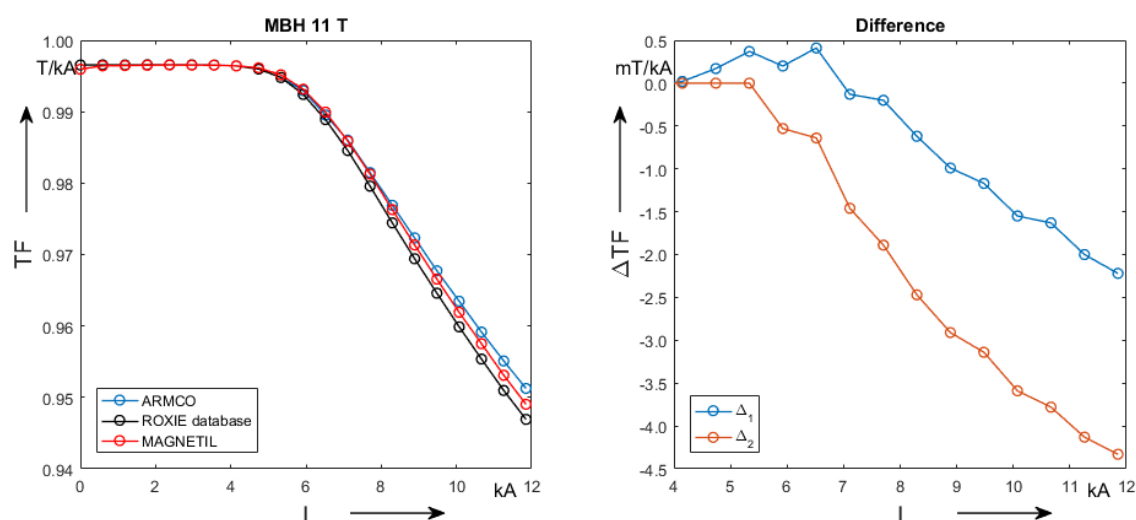 MBH 11 T
1.00
T/kA
0.99
0.98
0.97
0.96
0.95
0.94
TF
0
2
4
6
8
10
12
kA
I
ARMCO
ROXIE database
MAGNETIL
Difference
0.5
mT/kA
0.0
-0.5
-1.0
-1.5
-2.0
-2.5
-3.0
-3.5
-4.0
-4.5
ΔTF
4
5
6
7
8
9
10
11
12
kA
I
Δ₁
Δ₂